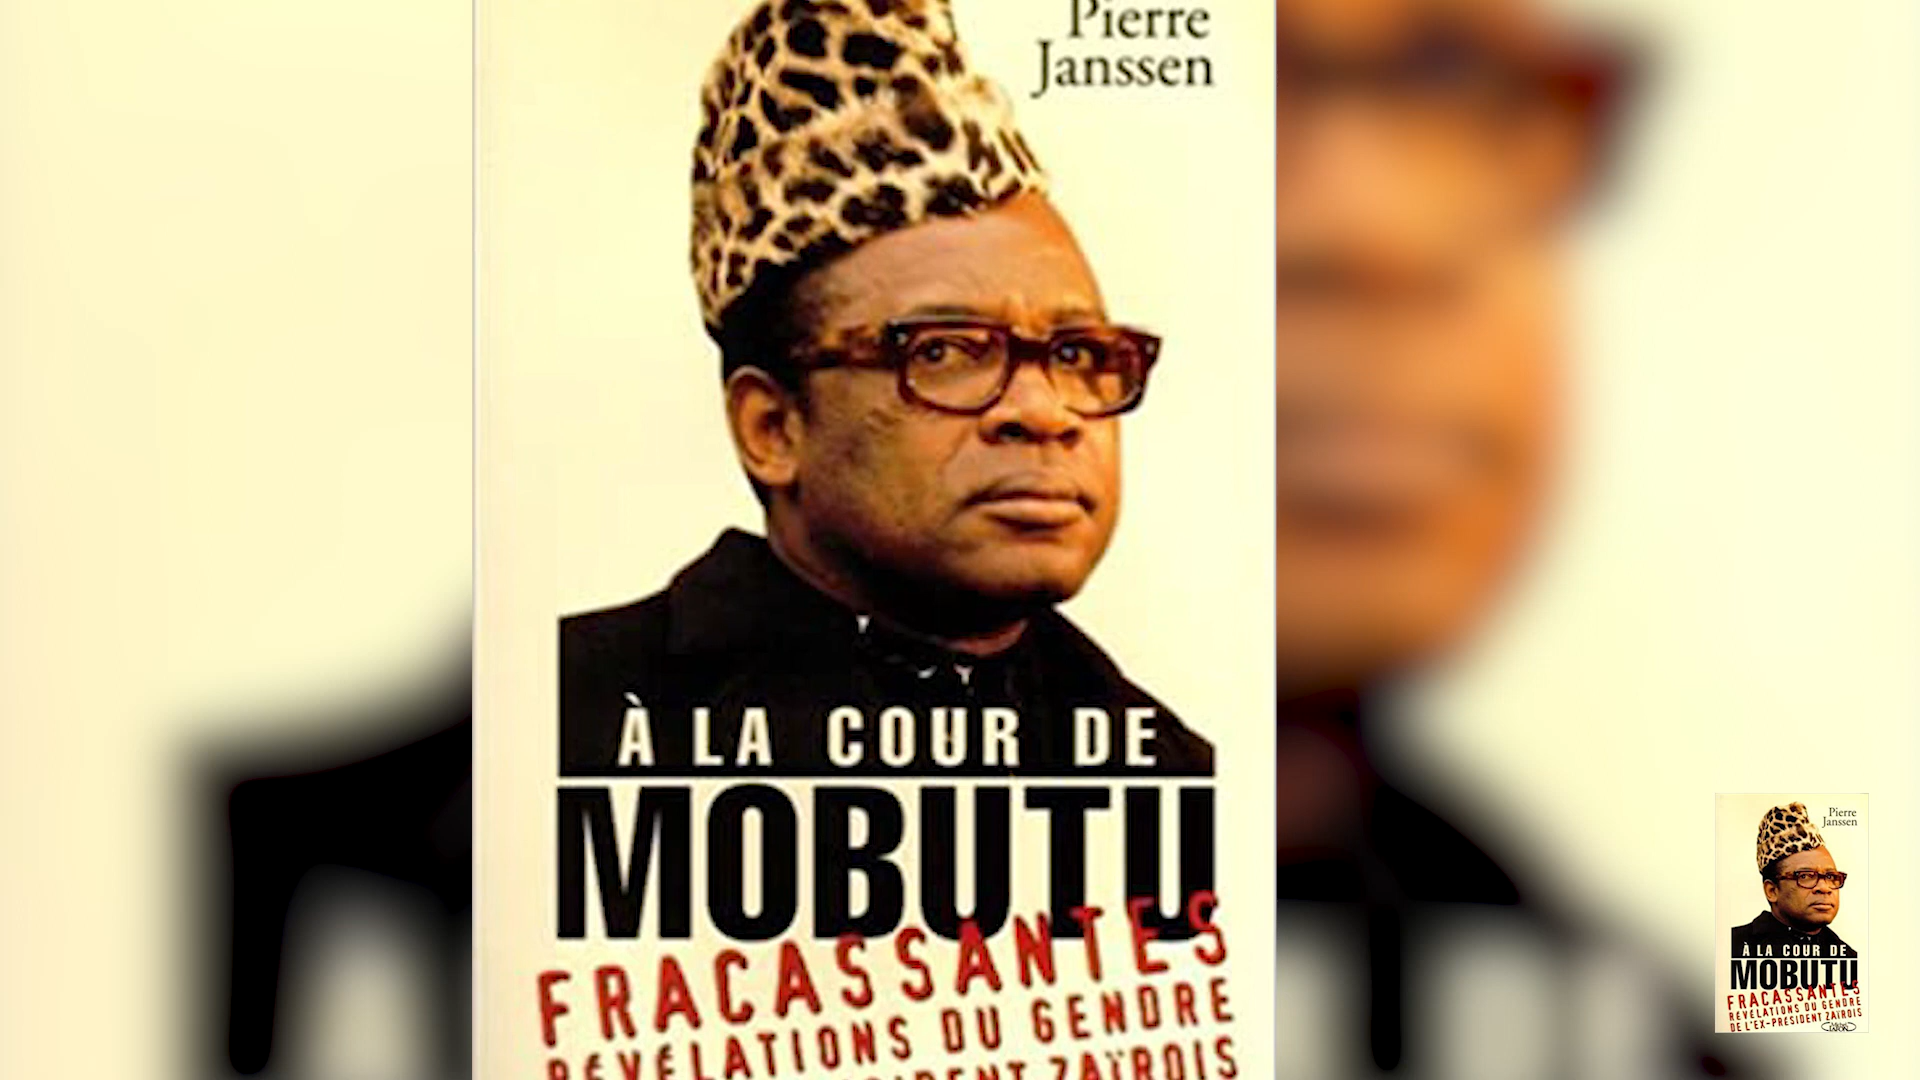 Pierre
Janssen
À LA COUR DE
MOBUTU
FRACASSANTES
RÉVÉLATIONS DU GENDRE
ZAÏROIS
Pierre
Janssen
À LA COUR DE
MOBUTU
FRACASSANTES
RÉVÉLATIONS DU GENDRE
DE L'EX-PRÉSIDENT ZAÏROIS